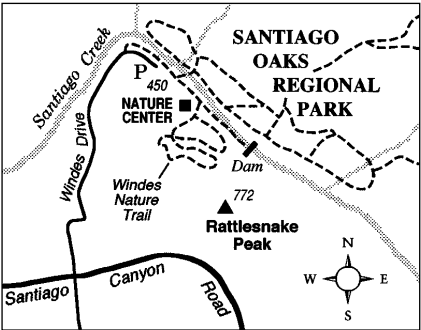 SANTIAGO
OAKS
REGIONAL
PARK
Santiago Creek
P
450
NATURE
CENTER
Windes Drive
Dam
Windes
Nature
Trail
772
Rattlesnake
Peak
N
W
E
S
Santiago Canyon Road